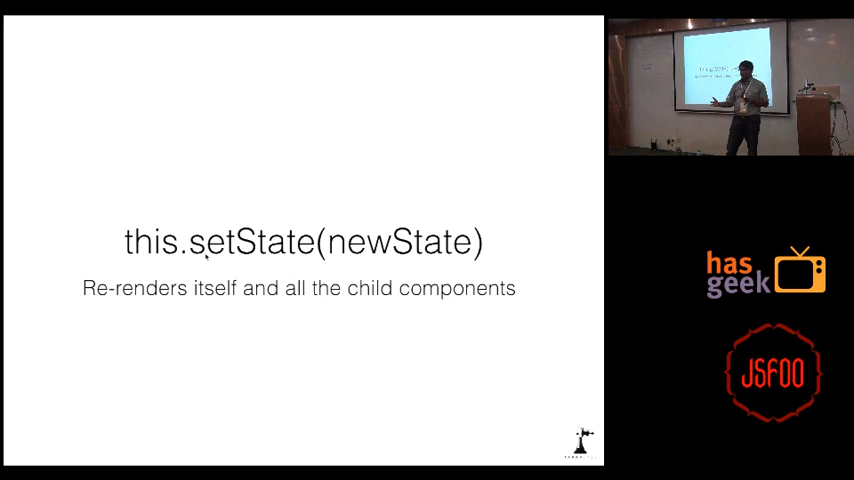 this.setState(newState)
Re-renders itself and all the child components
has
geek
JSFOO